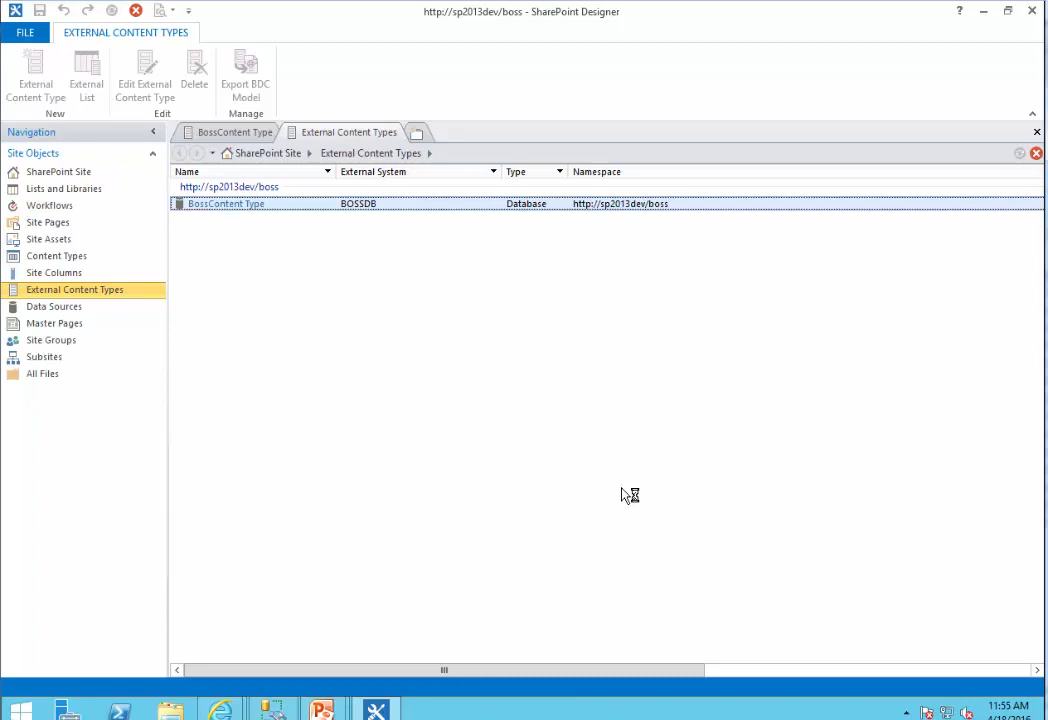 http://sp2013dev/boss - SharePoint Designer
FILE
EXTERNAL CONTENT TYPES
External Content Type
External List
Edit External Content Type
Delete
Export BDC Model
New
Edit
Manage
Navigation
BossContent Type
External Content Types
Site Objects
SharePoint Site
External Content Types
Name
External System
Type
Namespace
http://sp2013dev/boss
BossContent Type
BOSSDB
Database
http://sp2013dev/boss
SharePoint Site
Lists and Libraries
Workflows
Site Pages
Site Assets
Content Types
Site Columns
External Content Types
Data Sources
Master Pages
Site Groups
Subsites
All Files
11:55 AM
4/18/2016